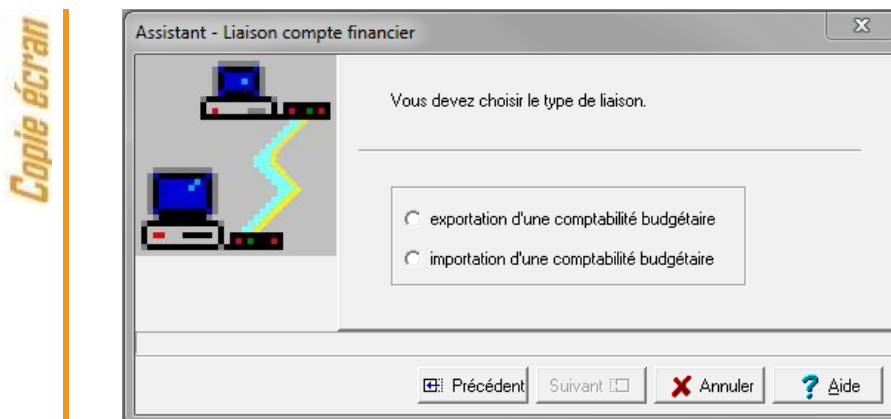 Copie écran
Assistant - Liaison compte financier
Vous devez choisir le type de liaison.
exportation d'une comptabilité budgétaire
importation d'une comptabilité budgétaire
Précédent Suivant Annuler Aide